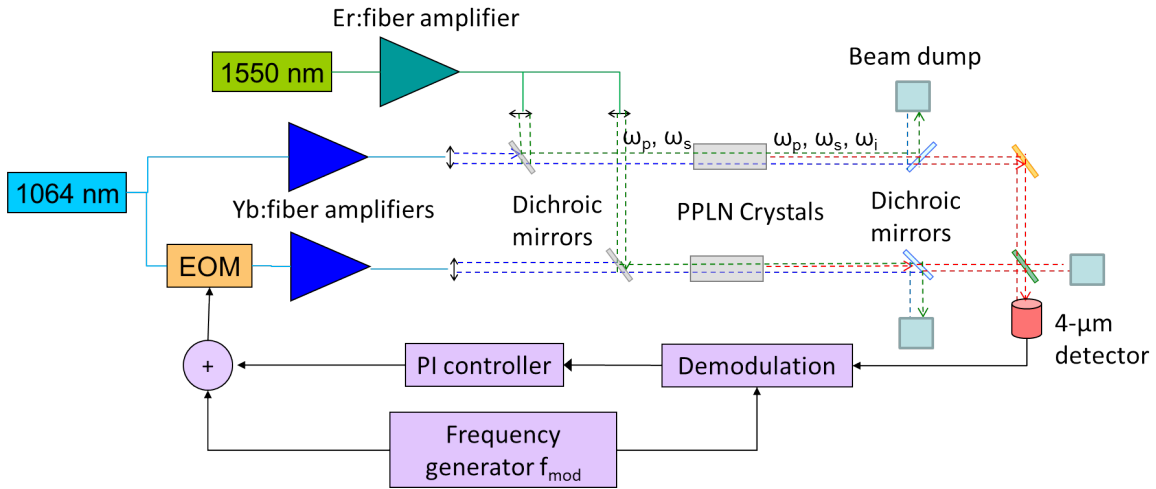 Er:fiber amplifier
1550 nm
Beam dump
ωp, ωs
ωp, ωs, ωi
1064 nm
Yb:fiber amplifiers
Dichroic
mirrors
PPLN Crystals
Dichroic
mirrors
EOM
4-μm
detector
+
PI controller
Demodulation
Frequency
generator fmod